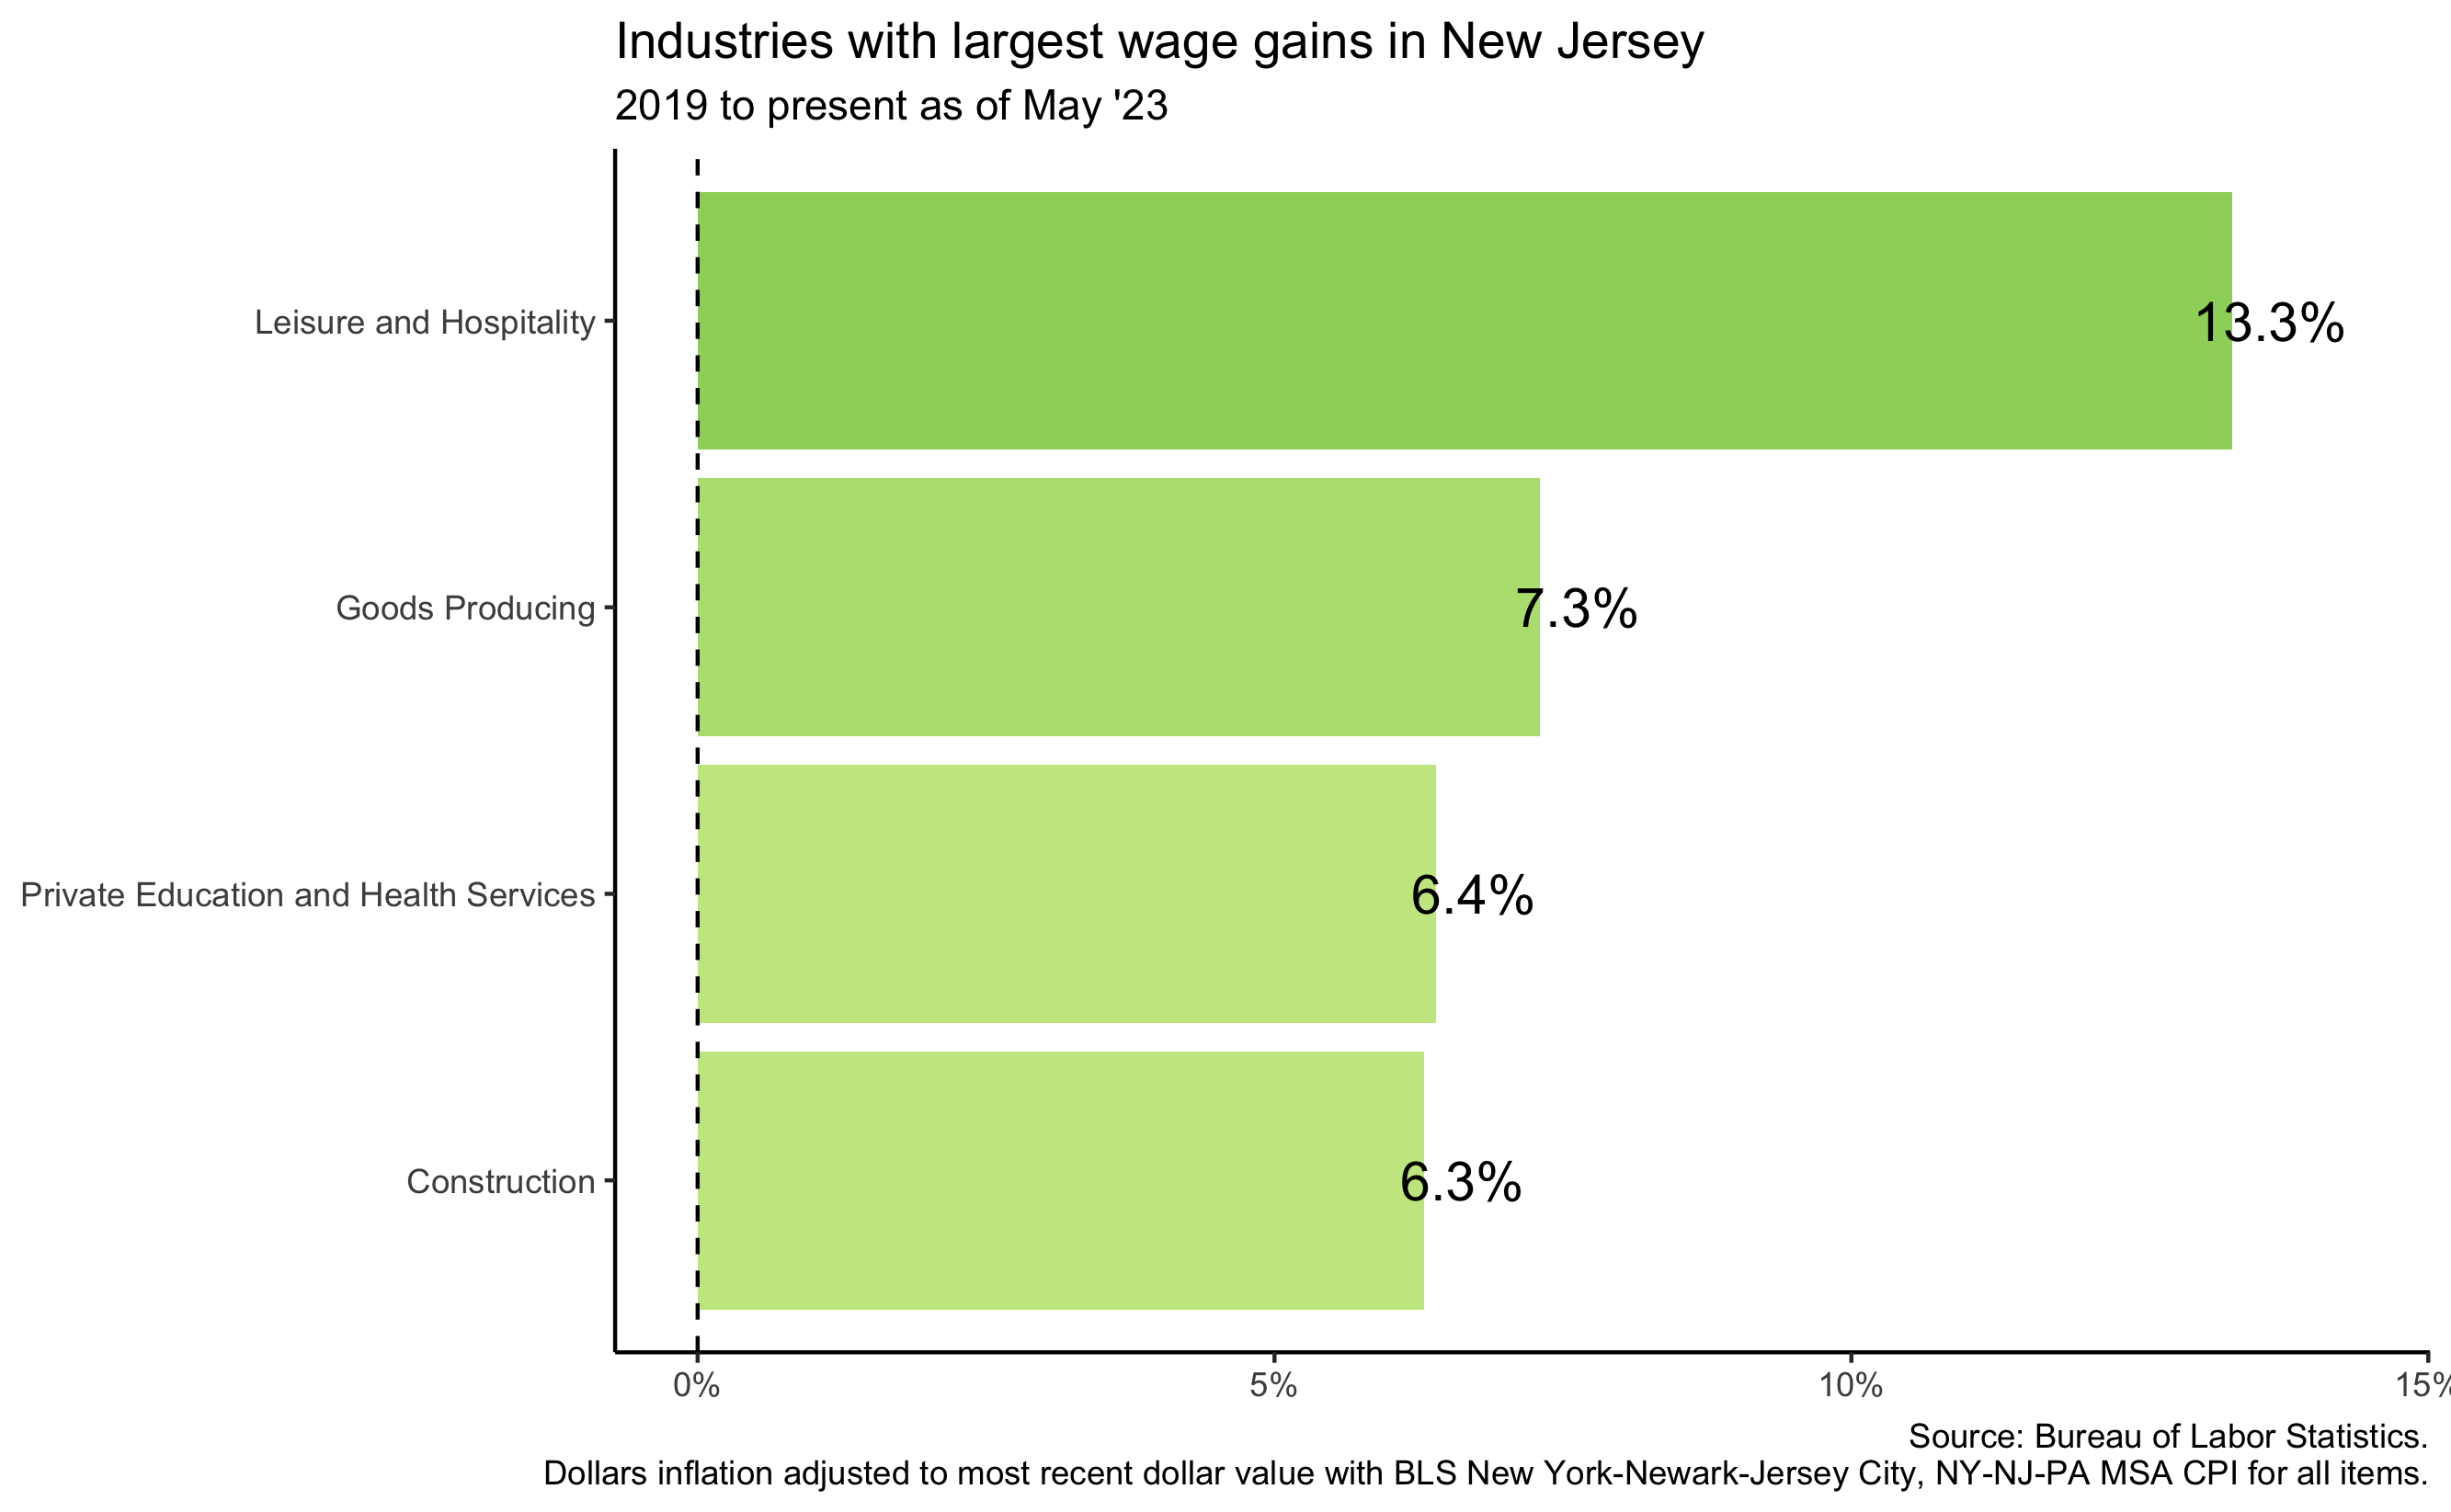 Industries with largest wage gains in New Jersey
2019 to present as of May '23
Leisure and Hospitality
13.3%
Goods Producing
7.3%
Private Education and Health Services
6.4%
Construction
6.3%
0%
5%
10%
15%
Source: Bureau of Labor Statistics.
Dollars inflation adjusted to most recent dollar value with BLS New York-Newark-Jersey City, NY-NJ-PA MSA CPI for all items.